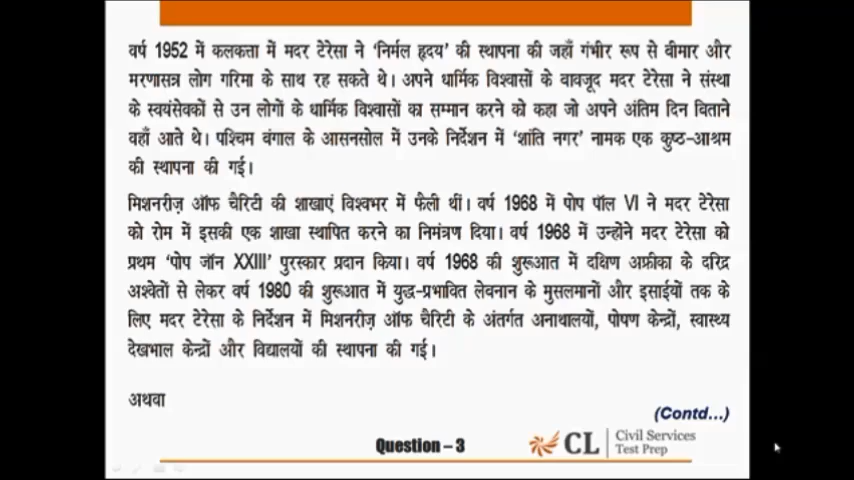 वर्ष 1952 में कलकत्ता में मदर टेरेसा ने ‘निर्मल हृदय’ की स्थापना की जहाँ गंभीर रूप से बीमार और
मरणासन्न लोग गरिमा के साथ रह सकते थे। अपने धार्मिक विश्वासों के वावजूद मदर टेरेसा ने संस्था
के स्वयंसेवकों से उन लोगों के धार्मिक विश्वासों का सम्मान करने को कहा जो अपने अंतिम दिन बिताने
वहाँ आते थे। पश्चिम बंगाल के आसनसोल में उनके निर्देशन में ‘शांति नगर’ नामक एक कुष्ठ-आश्रम
की स्थापना की गई।
मिशनरीज़ ऑफ चैरिटी की शाखाएं विश्वभर में फैली थीं। वर्ष 1968 में पोप पॉल VI ने मदर टेरेसा
को रोम में इसकी एक शाखा स्थापित करने का निमंत्रण दिया। वर्ष 1968 में उन्होंने मदर टेरेसा को
प्रथम ‘पोप जॉन XXIII’ पुरस्कार प्रदान किया। वर्ष 1968 की शुरूआत में दक्षिण अफ्रीका के दरिद्र
अश्वेतों से लेकर वर्ष 1980 की शुरूआत में युद्ध-प्रभावित लेबनान के मुसलमानों और इसाईयों तक के
लिए मदर टेरेसा के निर्देशन में मिशनरीज़ ऑफ चैरिटी के अंतर्गत अनाथालयों, पोषण केन्द्रों, स्वास्थ्य
देखभाल केन्द्रों और विद्यालयों की स्थापना की गई।
अथवा
(Contd...)
Question – 3
CL Civil Services
Test Prep